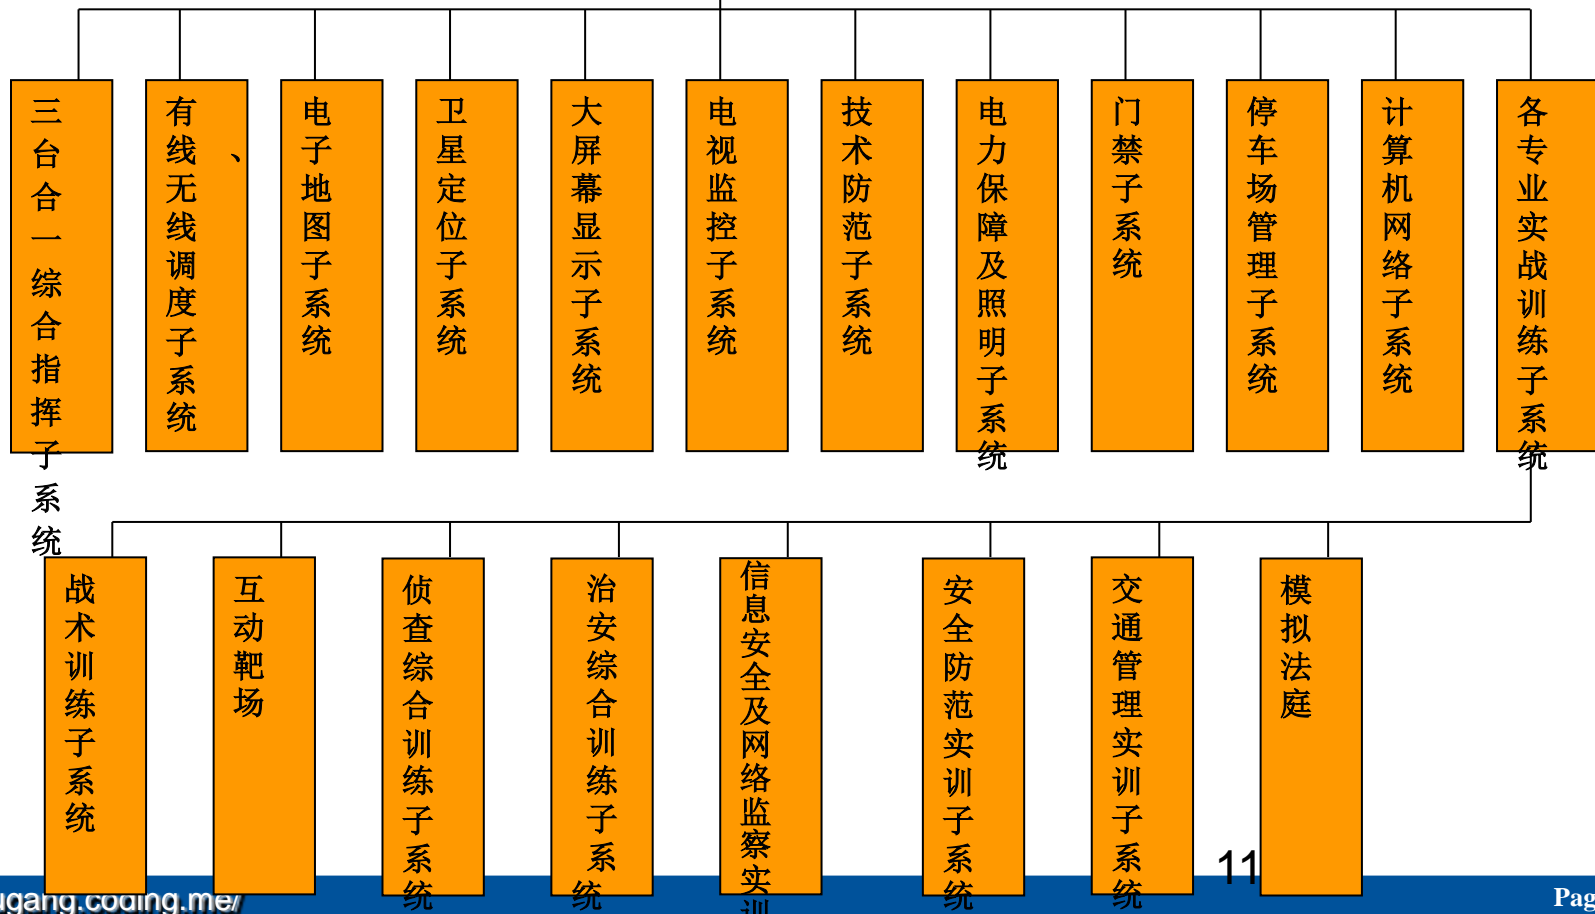 三台合一综合指挥子系统
有线、无线调度子系统
电子地图子系统
卫星定位子系统
大屏幕显示子系统
电视监控子系统
技术防范子系统
电力保障及照明子系统
门禁子系统
停车场管理子系统
计算机网络子系统
各专业实战训练子系统
战术训练子系统
互动靶场
侦查综合训练子系统
治安综合训练子系统
信息安全及网络监察实训
安全防范实训子系统
交通管理实训子系统
模拟法庭
11
ugang.coding.me/
Pag